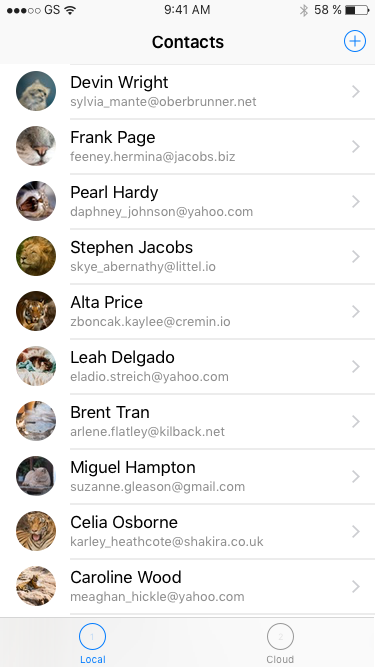 GS 9:41 AM 58 %
Contacts
Devin Wright
sylvia_mante@oberbrunner.net
Frank Page
feeney.hermina@jacobs.biz
Pearl Hardy
daphney_johnson@yahoo.com
Stephen Jacobs
skye_abernathy@littel.io
Alta Price
zboncak.kaylee@cremin.io
Leah Delgado
eladio.streich@yahoo.com
Brent Tran
arlene.flatley@kilback.net
Miguel Hampton
suzanne.gleason@gmail.com
Celia Osborne
karley_heathcote@shakira.co.uk
Caroline Wood
meaghan_hickle@yahoo.com
1 2
Local Cloud